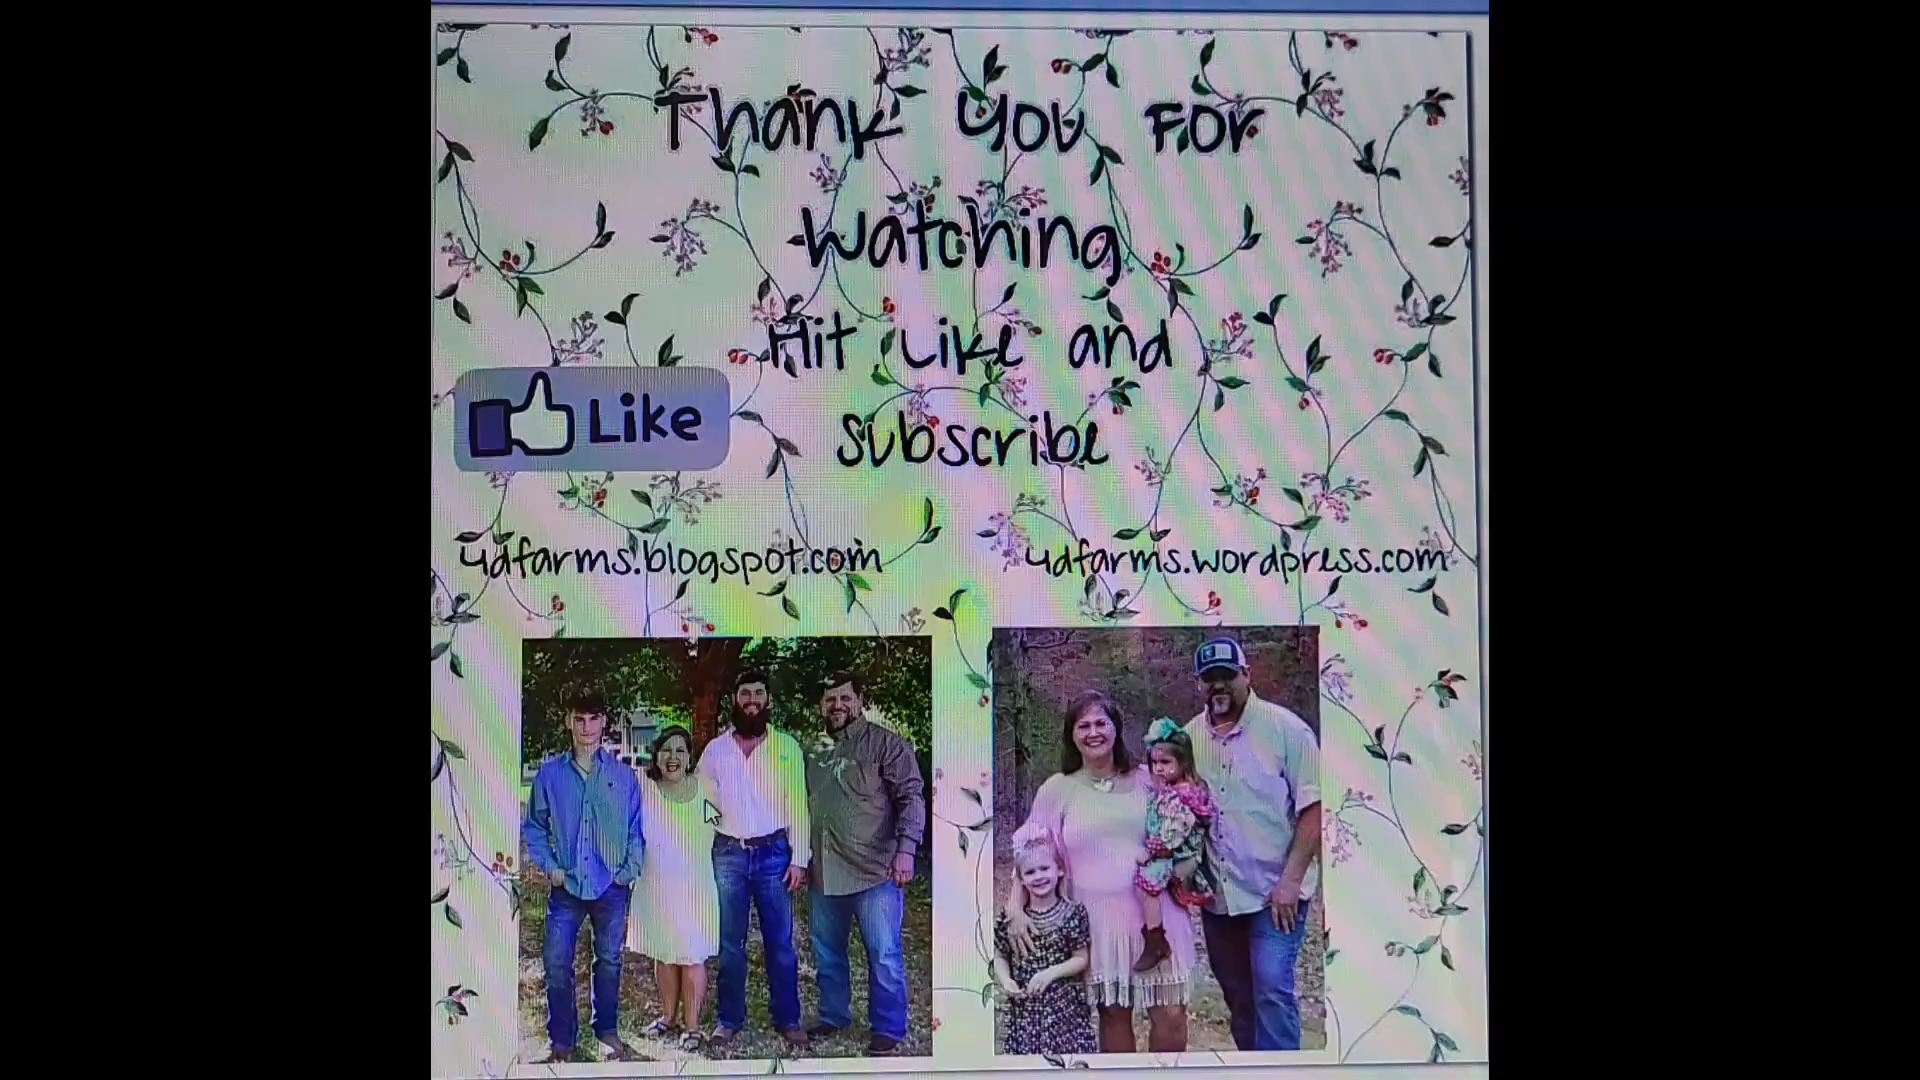 Thank You For
Watching
Hit Like and
Subscribe
Like
4dfarms.blogspot.com
4dfarms.wordpress.com